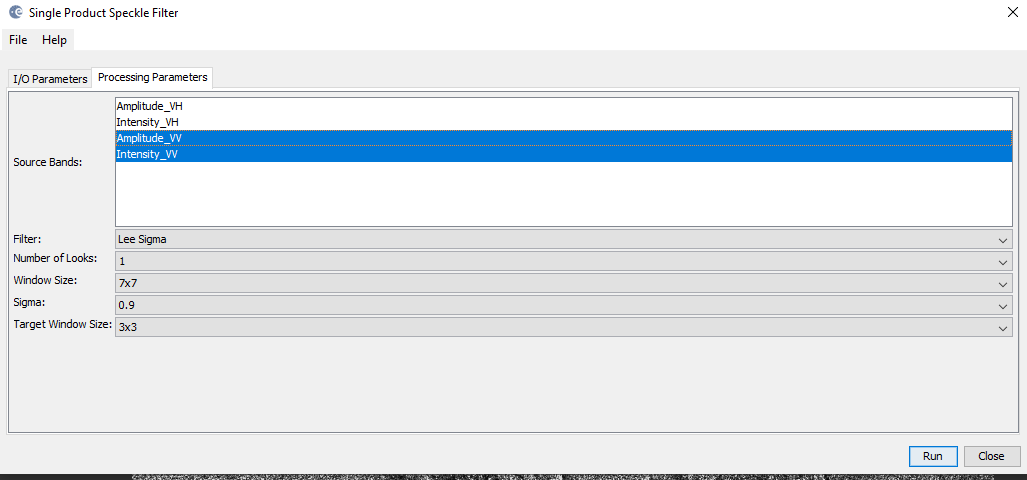 Single Product Speckle Filter
File Help
I/O Parameters Processing Parameters
Source Bands:
Amplitude_VH
Intensity_VH
Amplitude_VV
Intensity_VV
Filter: Lee Sigma
Number of Looks: 1
Window Size: 7x7
Sigma: 0.9
Target Window Size: 3x3
Run Close